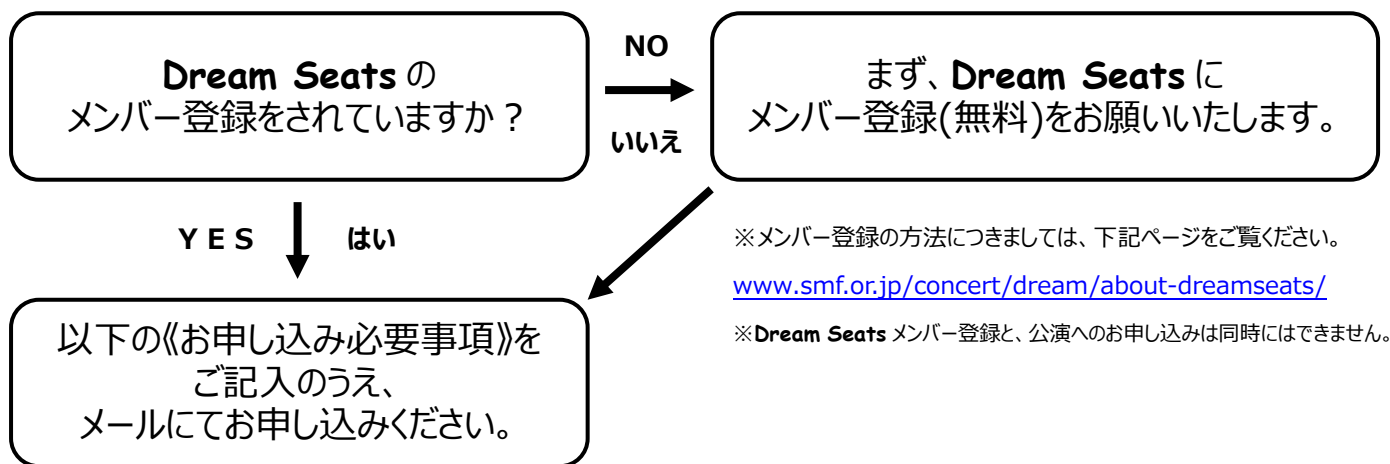 Dream Seats の
メンバー登録をされていますか？
NO
いいえ
まず、Dream Seats に
メンバー登録(無料)をお願いいたします。
ＹＥＳ
はい
※メンバー登録の方法につきましては、下記ページをご覧ください。
www.smf.or.jp/concert/dream/about-dreamseats/
※Dream Seats メンバー登録と、公演へのお申し込みは同時にはできません。
以下の《お申し込み必要事項》を
ご記入のうえ、
メールにてお申し込みください。